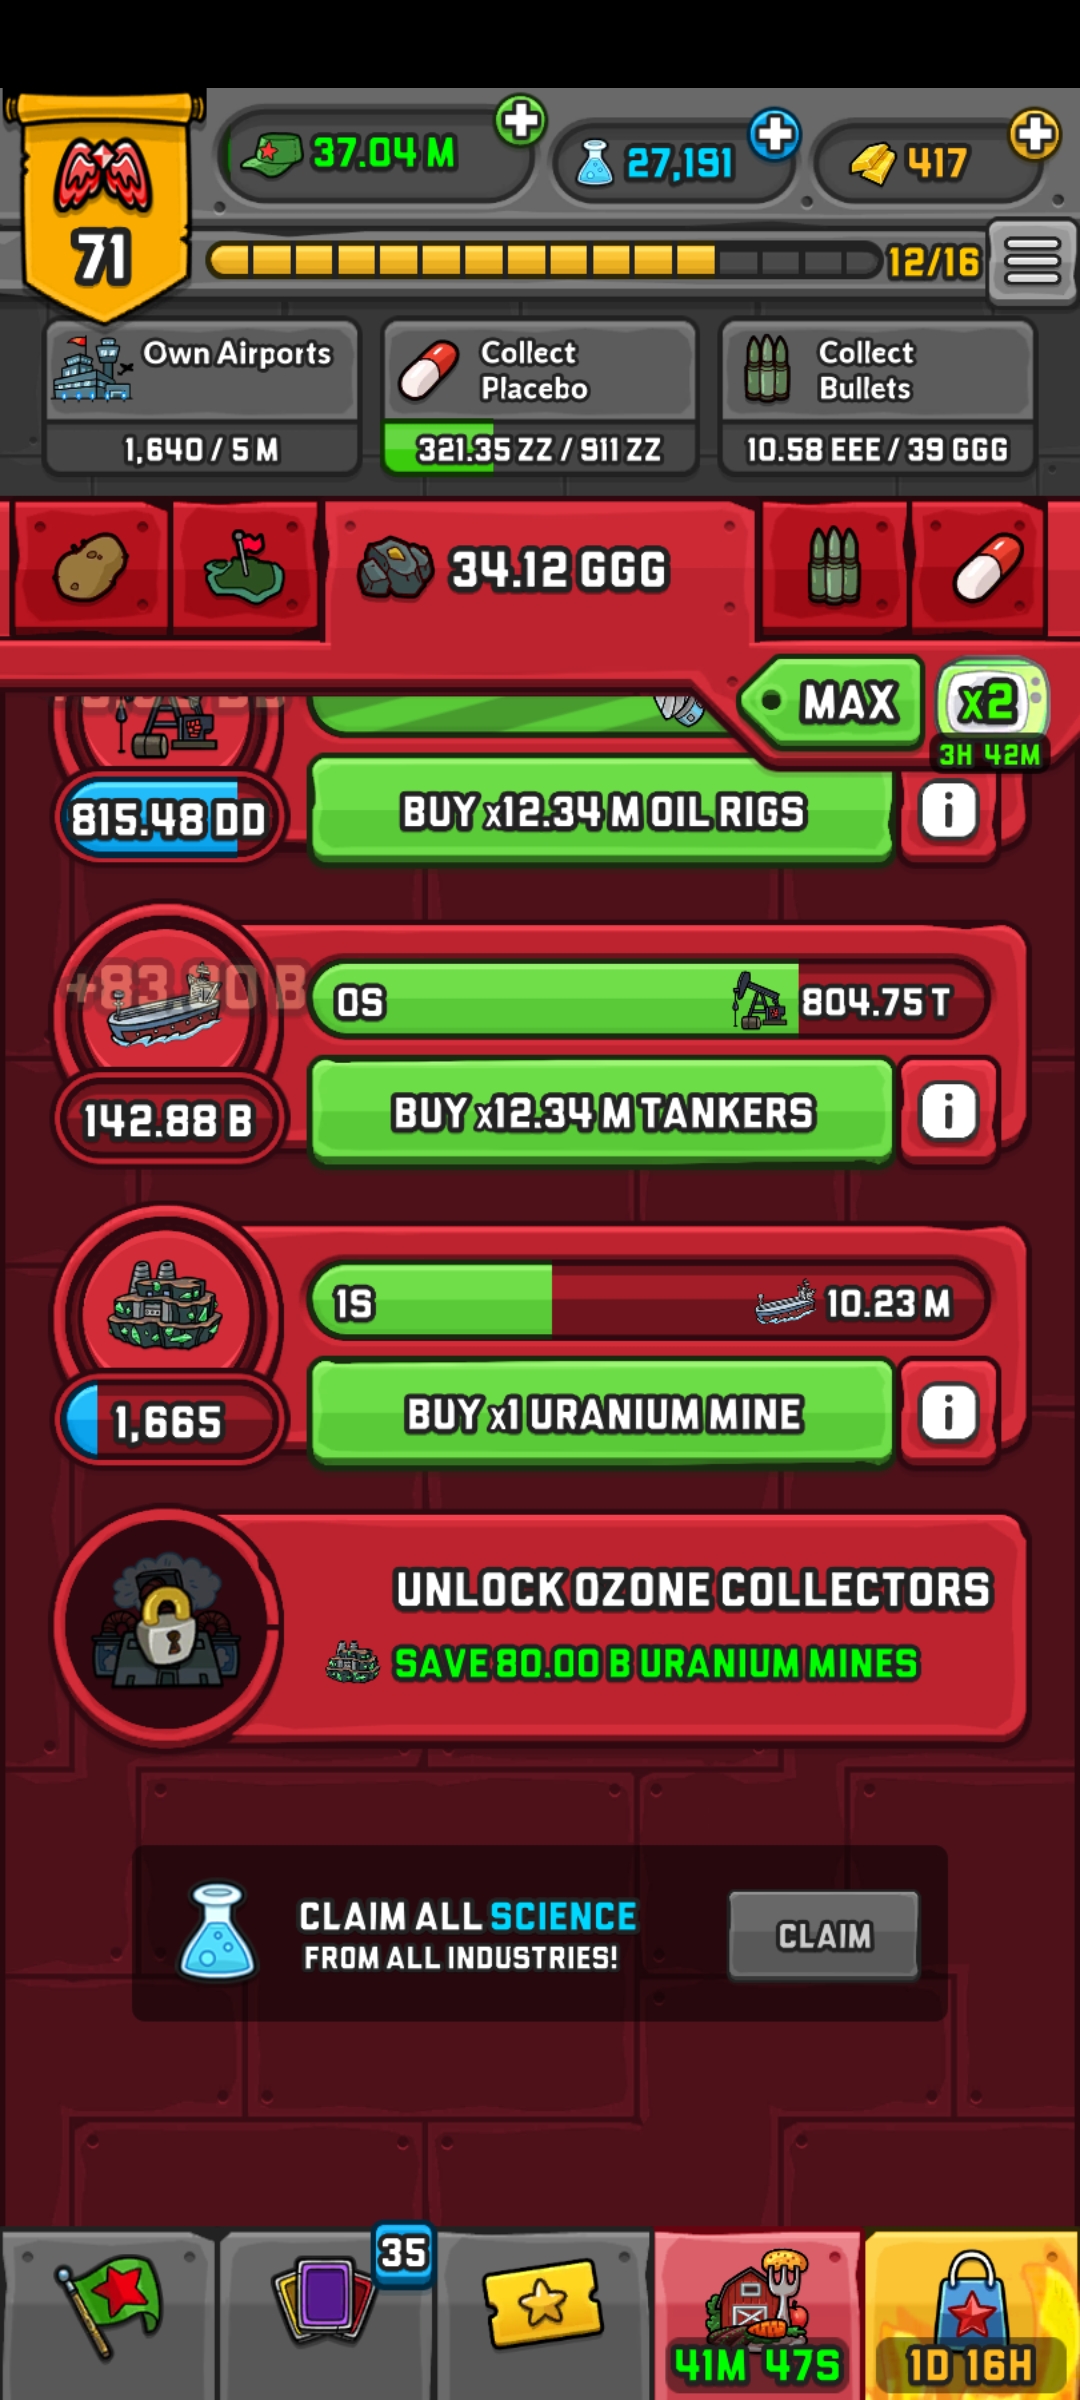 37.04 M
27,191
417
71
12/16
Own Airports
1,640 / 5 M
Collect
Placebo
321.35 ZZ / 911 ZZ
Collect
Bullets
10.58 EEE / 39 GGG
34.12 GGG
MAX
x2
3H 42M
815.48 DD
BUY x12.34 M OIL RIGS
i
+83.20 B
0S
804.75 T
142.88 B
BUY x12.34 M TANKERS
i
1S
10.23 M
1,665
BUY x1 URANIUM MINE
i
UNLOCK OZONE COLLECTORS
SAVE 80.00 B URANIUM MINES
CLAIM ALL SCIENCE
FROM ALL INDUSTRIES!
CLAIM
35
41M 47S
1D 16H